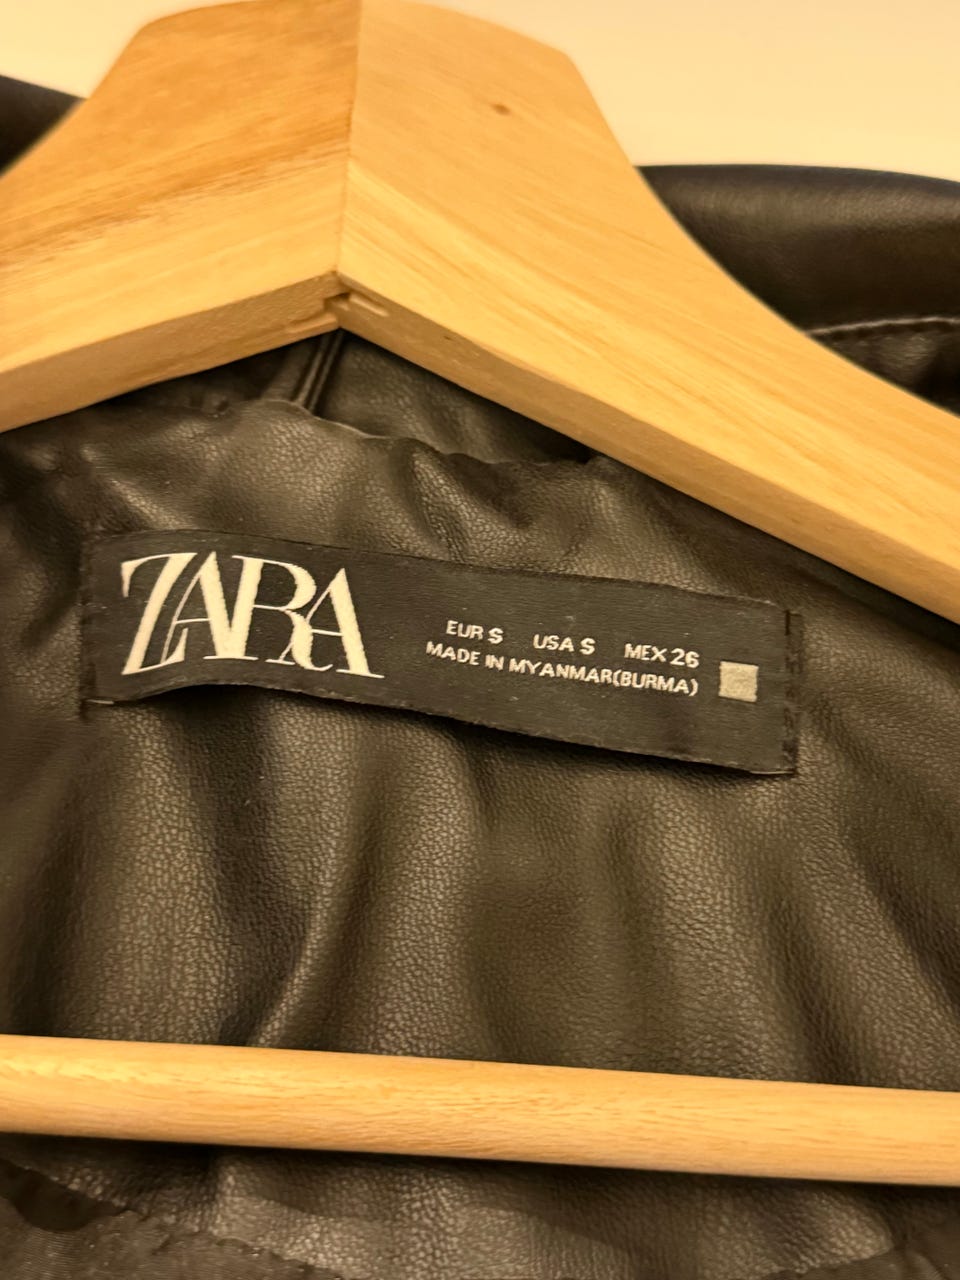 ZARA
EUR S USA S MEX 26
MADE IN MYANMAR(BURMA)